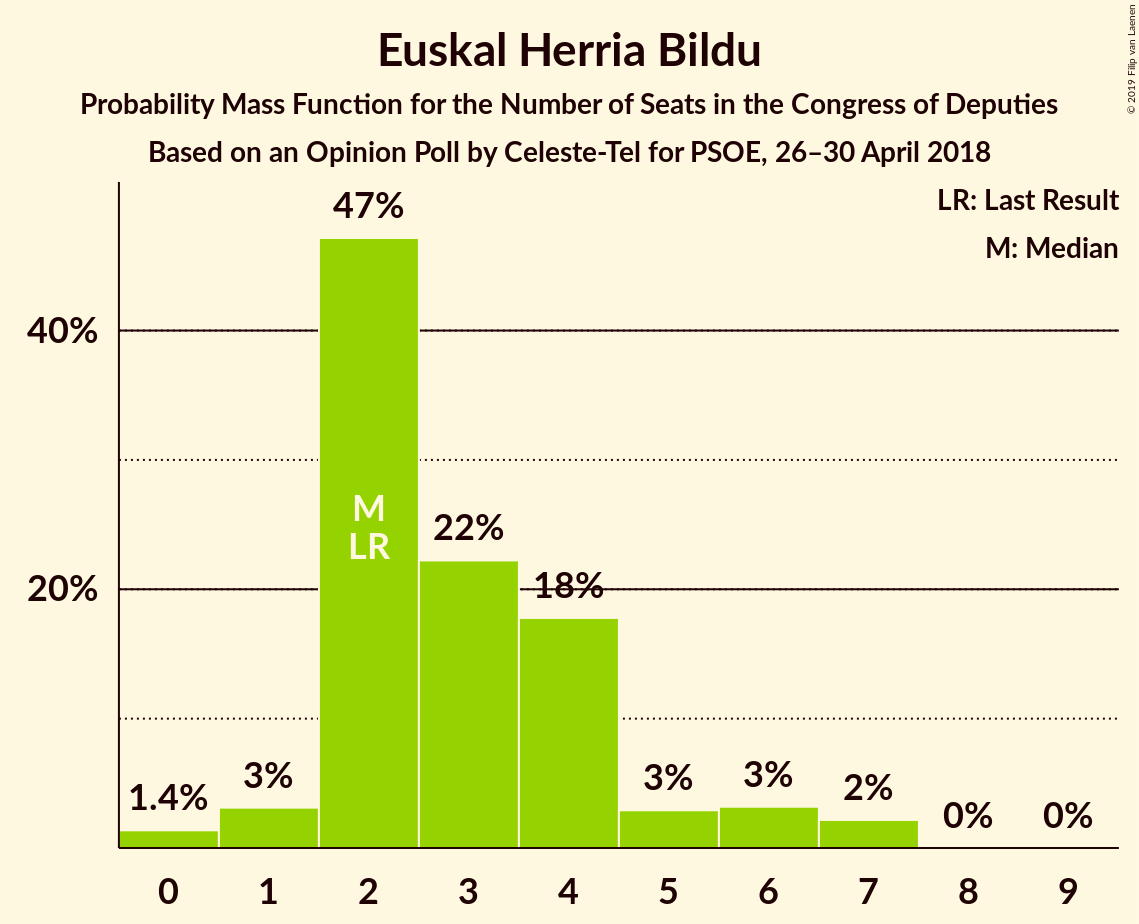 Euskal Herria Bildu
Probability Mass Function for the Number of Seats in the Congress of Deputies
Based on an Opinion Poll by Celeste-Tel for PSOE, 26–30 April 2018
© 2019 Filip van Laenen
LR: Last Result
M: Median
47%
40%
M
LR
22%
20%
18%
1.4%
3%
3%
3%
2%
0%
0%
0 1 2 3 4 5 6 7 8 9